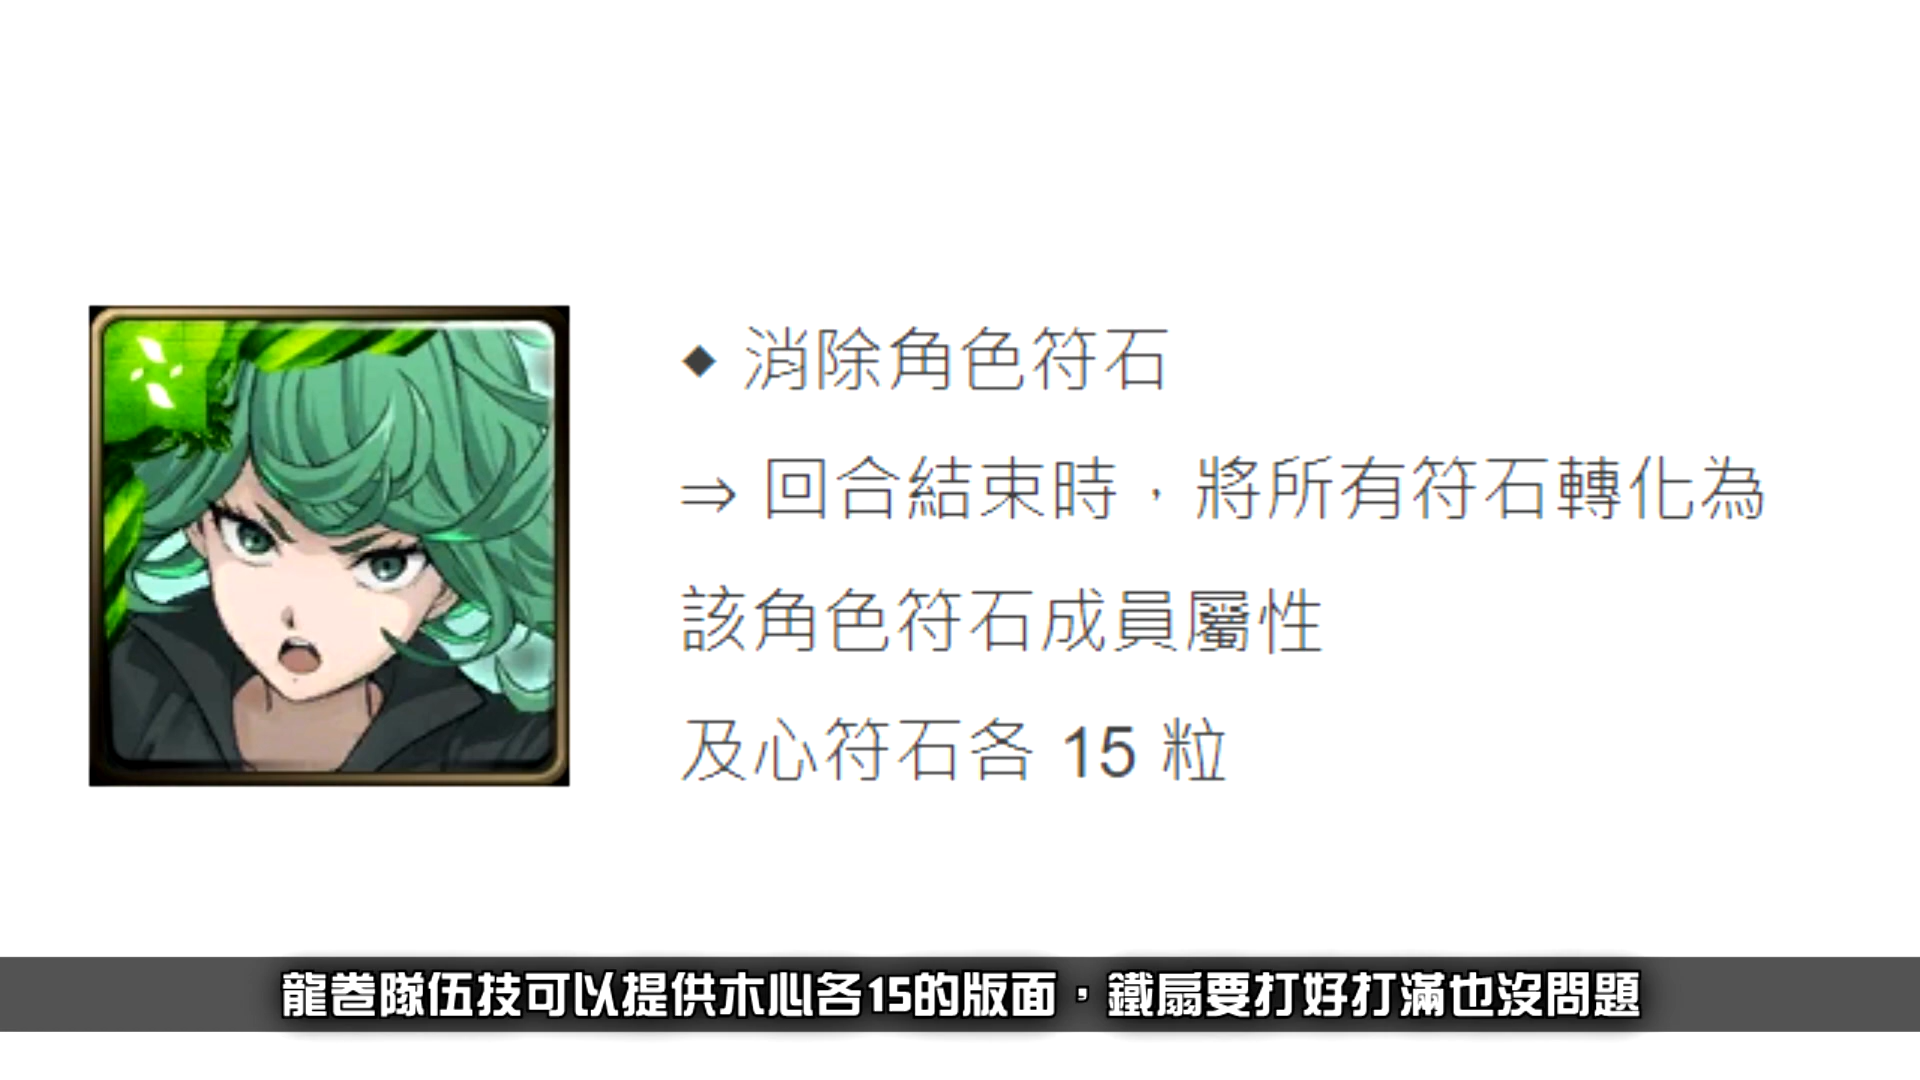 ◆ 消除角色符石
⇒ 回合結束時，將所有符石轉化為
該角色符石成員屬性
及心符石各 15 粒
龍卷隊伍技可以提供木心各15的版面，鐵扇要打好打滿也沒問題